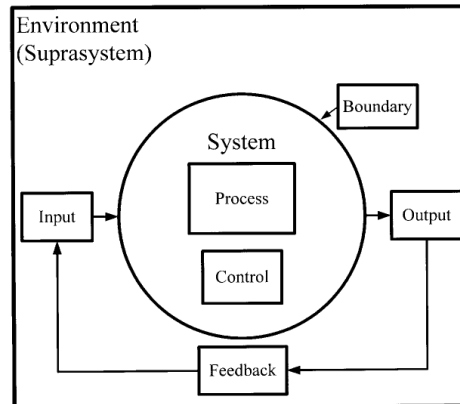 Environment
(Suprasystem)
Boundary
System
Process
Input
Output
Control
Feedback